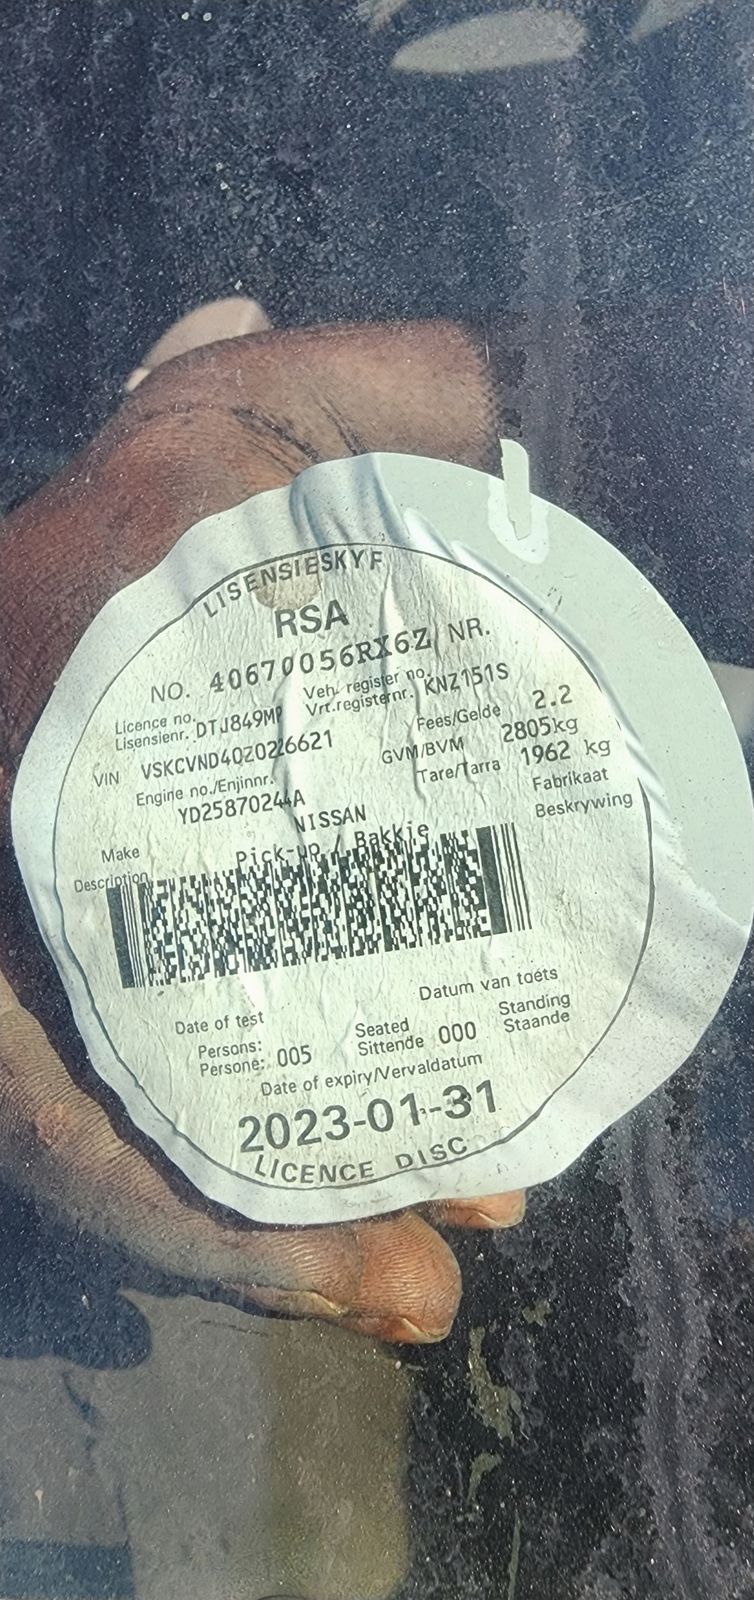 LISENSIESKYF
RSA
NO. 40670056RX6Z NR.
Licence no. Veh. register no.
Lisensienr. DTJ849MP Vrt.registernr. KNZ151S
VIN VSKCVND40Z0226621 Fees/Gelde 2.2
Engine no./Enjinnr. GVM/BVM 2805kg
YD25870244A Tare/Tarra 1962 kg
Make NISSAN Fabrikaat
Description Pick-up / Bakkie Beskrywing
Date of test Datum van toets
Persons: Seated Standing
Persone: 005 Sittende 000 Staande
Date of expiry/Vervaldatum
2023-01-31
LICENCE DISC